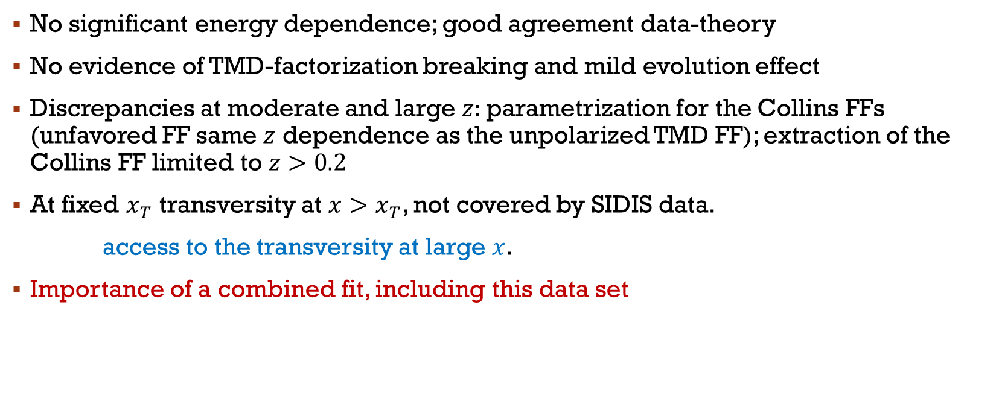 ▪ No significant energy dependence; good agreement data-theory
▪ No evidence of TMD-factorization breaking and mild evolution effect
▪ Discrepancies at moderate and large 𝑧: parametrization for the Collins FFs
(unfavored FF same 𝑧 dependence as the unpolarized TMD FF); extraction of the
Collins FF limited to 𝑧 > 0.2
▪ At fixed 𝑥_𝑇 transversity at 𝑥 > 𝑥_𝑇, not covered by SIDIS data.
access to the transversity at large 𝑥.
▪ Importance of a combined fit, including this data set